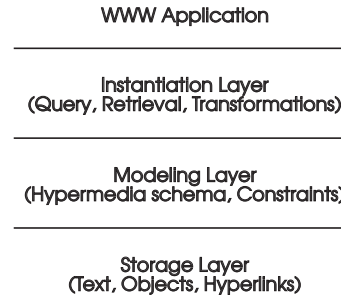 WWW Application
Instantiation Layer
(Query, Retrieval, Transformations)
Modeling Layer
(Hypermedia schema, Constraints)
Storage Layer
(Text, Objects, Hyperlinks)